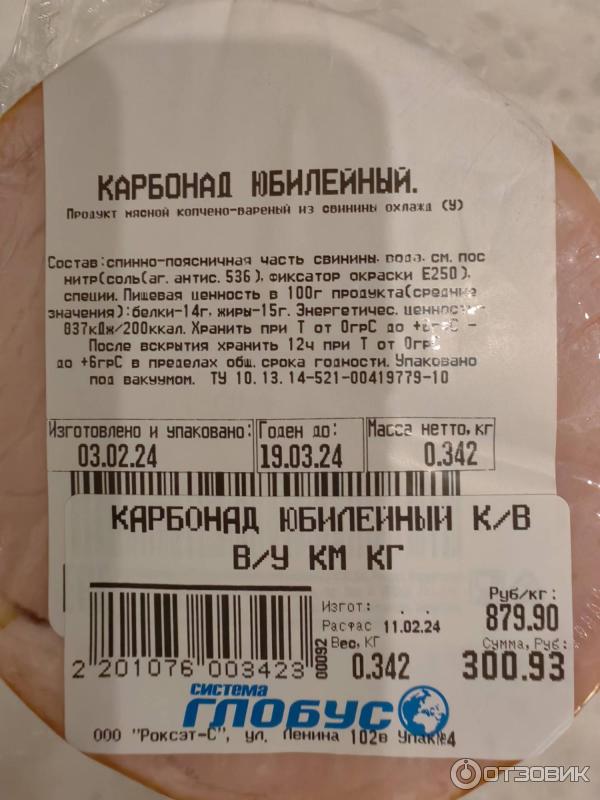 КАРБОНАД ЮБИЛЕЙНЫЙ.
Продукт мясной копчено-вареный из свинины охлажд (У)
Состав:спинно-поясничная часть свинины, вода, см. пос
нитр(соль(аг. антис. 536), фиксатор окраски Е250),
специи. Пищевая ценность в 100г продукта(средние
значения):белки-14г, жиры-15г. Энергетичес. ценность
837кДж/200ккал. Хранить при Т от 0грС до +6грС -
После вскрытия хранить 12ч при Т от 0грС
до +6грС в пределах общ. срока годности. Упаковано
под вакуумом. ТУ 10.13.14-521-00419779-10
Изготовлено и упаковано: Годен до: Масса нетто, кг
03.02.24 19.03.24 0.342
КАРБОНАД ЮБИЛЕЙНЫЙ К/В
В/У КМ КГ
Руб/кг:
Изгот: . . 879.90
Расфас 11.02.24
Вес, КГ Сумма, Руб:
0.342 300.93
00092
2 201076 003423
система
ГЛОБУС
ООО "Роксэт-С", ул. Ленина 102в Упак№4
ОТЗОВИК